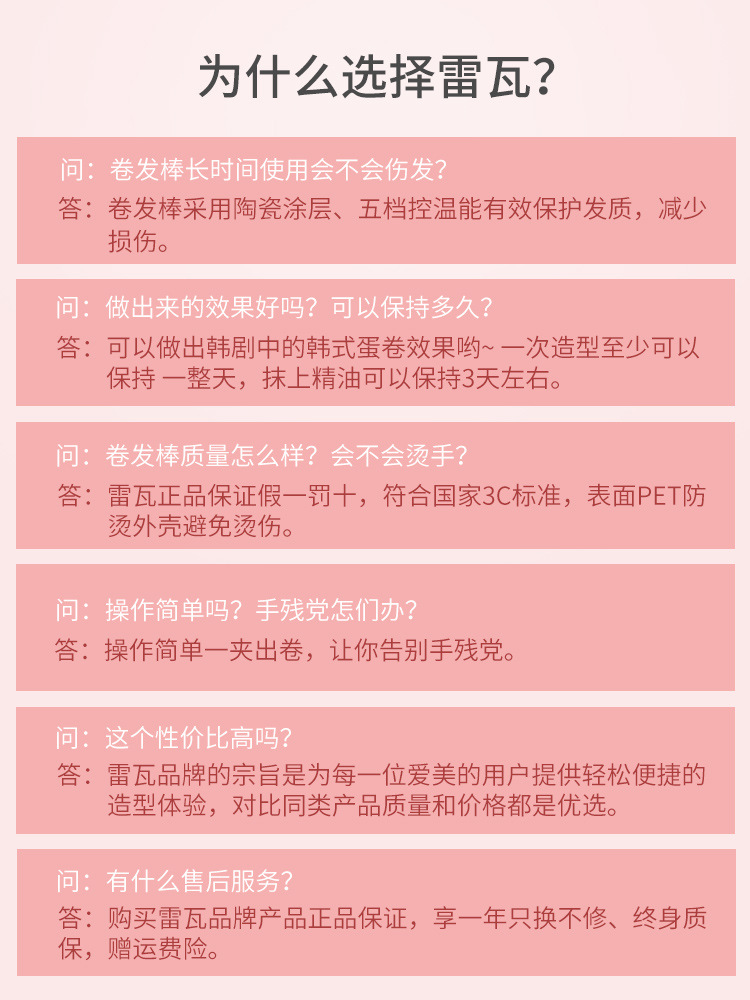 为什么选择雷瓦？
问：卷发棒长时间使用会不会伤发？
答：卷发棒采用陶瓷涂层、五档控温能有效保护发质，减少
损伤。
问：做出来的效果好吗？可以保持多久？
答：可以做出韩剧中的韩式蛋卷效果哟~ 一次造型至少可以
保持 一整天，抹上精油可以保持3天左右。
问：卷发棒质量怎么样？会不会烫手？
答：雷瓦正品保证假一罚十，符合国家3C标准，表面PET防
烫外壳避免烫伤。
问：操作简单吗？手残党怎们办？
答：操作简单一夹出卷，让你告别手残党。
问：这个性价比高吗？
答：雷瓦品牌的宗旨是为每一位爱美的用户提供轻松便捷的
造型体验，对比同类产品质量和价格都是优选。
问：有什么售后服务？
答：购买雷瓦品牌产品正品保证，享一年只换不修、终身质
保，赠运费险。